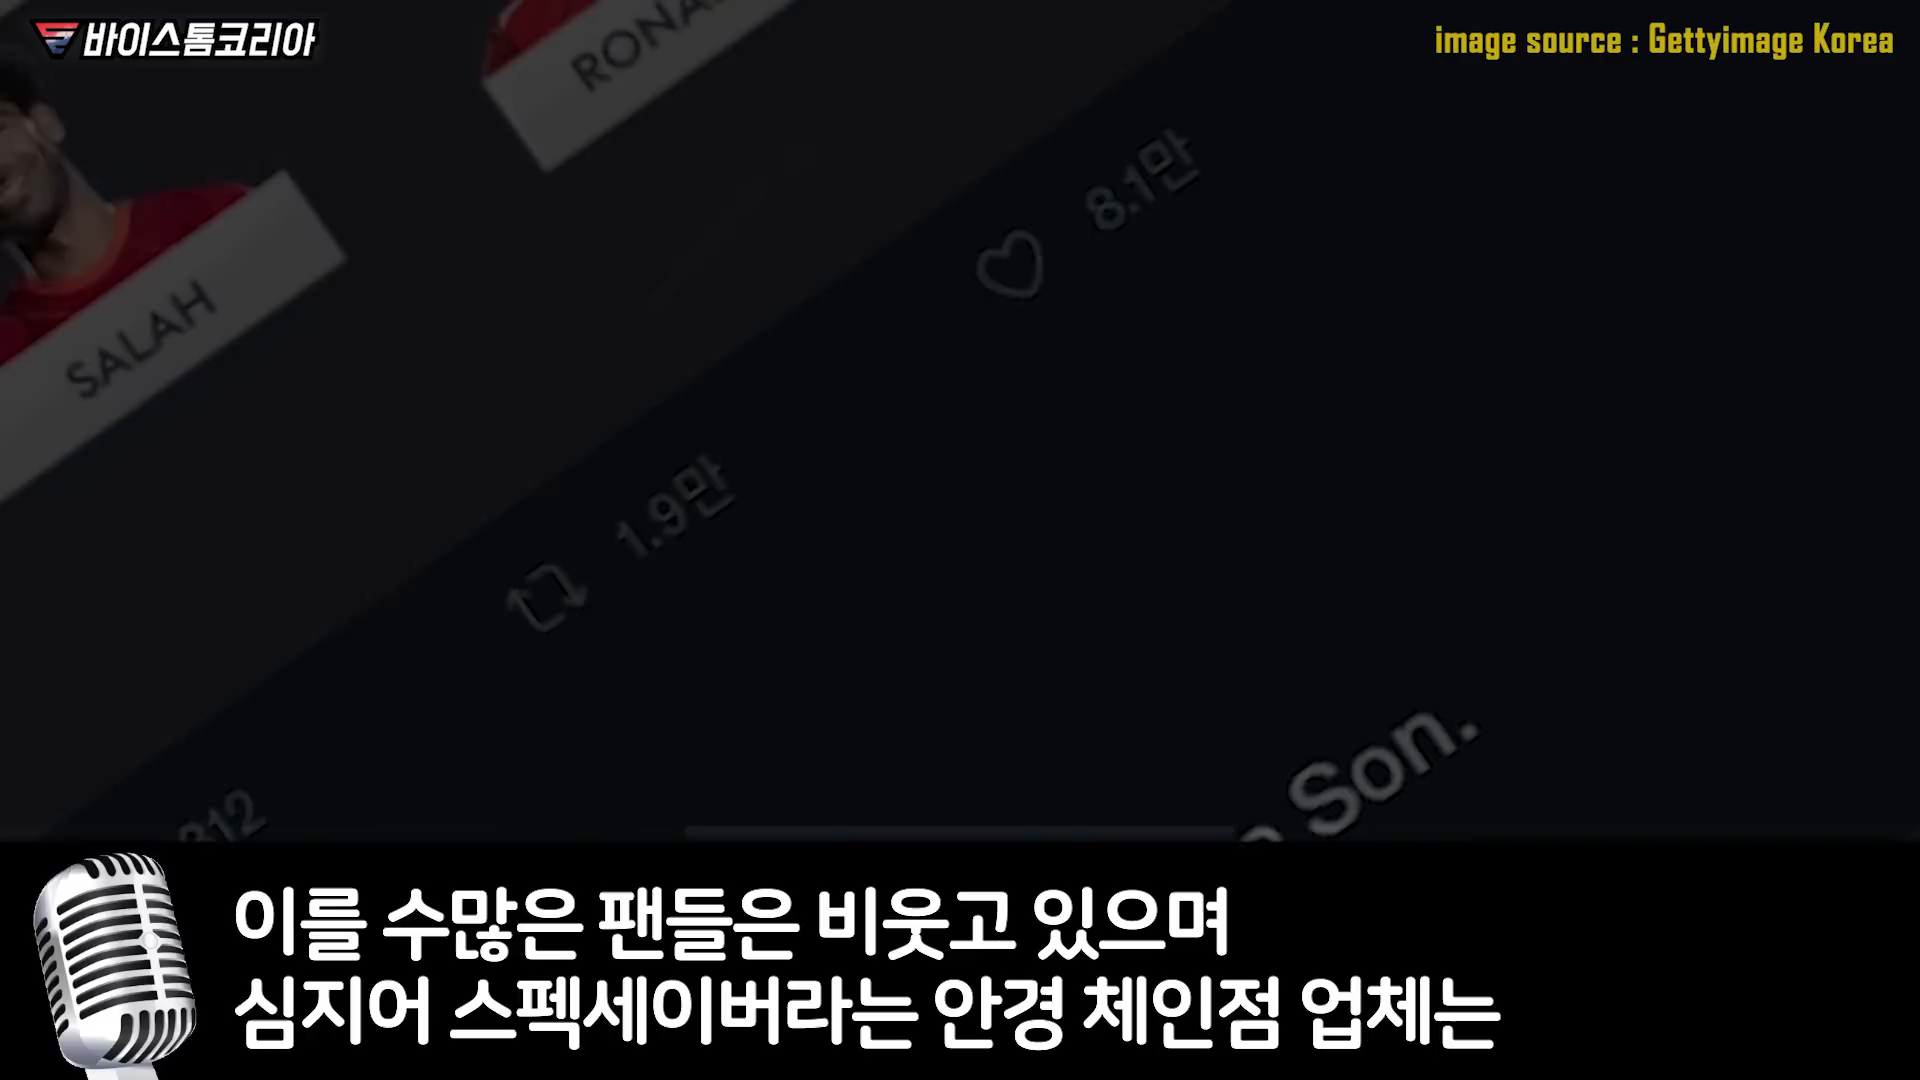 바이스톰코리아
image source : Gettyimage Korea
SALAH
8.1만
1.9만
312
Son.
이를 수많은 팬들은 비웃고 있으며
심지어 스펙세이버라는 안경 체인점 업체는